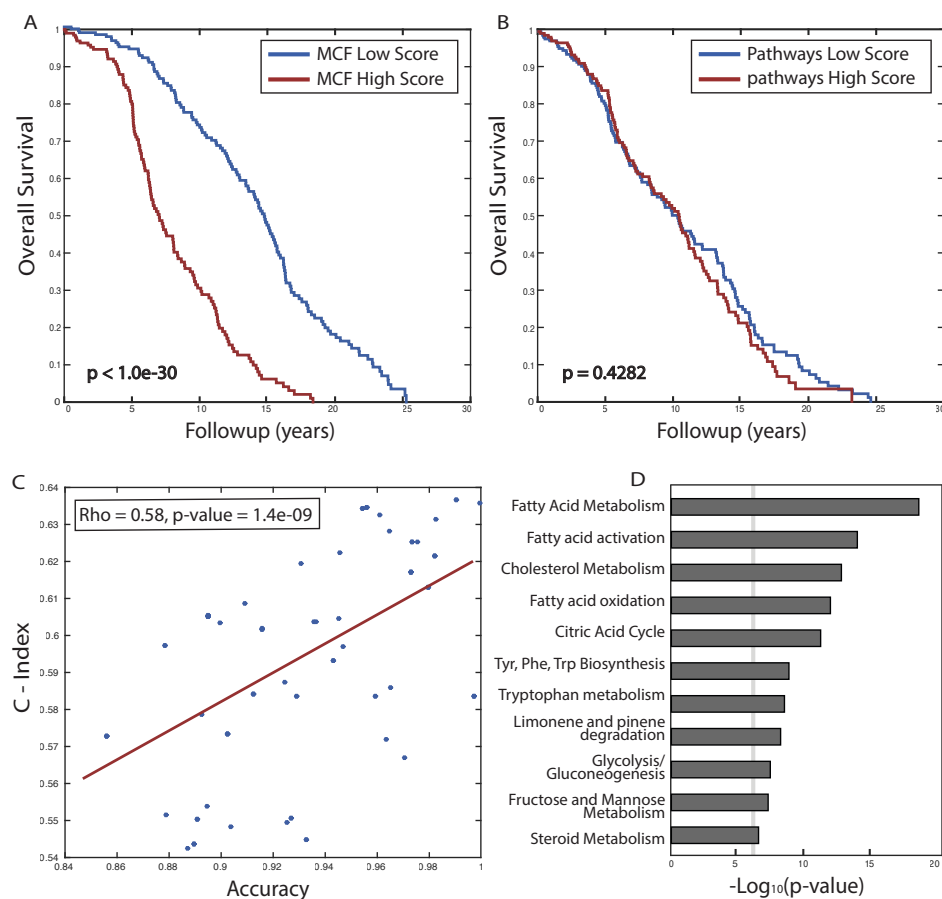 A
MCF Low Score
MCF High Score
p < 1.0e-30
Overall Survival
1
0.9
0.8
0.7
0.6
0.5
0.4
0.3
0.2
0.1
0
0 5 10 15 20 25 30
Followup (years)
B
Pathways Low Score
pathways High Score
p = 0.4282
Overall Survival
1
0.9
0.8
0.7
0.6
0.5
0.4
0.3
0.2
0.1
0
0 5 10 15 20 25 30
Followup (years)
C
Rho = 0.58, p-value = 1.4e-09
C - Index
0.64
0.63
0.62
0.61
0.6
0.59
0.58
0.57
0.56
0.55
0.54
0.84 0.86 0.88 0.9 0.92 0.94 0.96 0.98 1
Accuracy
D
Fatty Acid Metabolism
Fatty acid activation
Cholesterol Metabolism
Fatty acid oxidation
Citric Acid Cycle
Tyr, Phe, Trp Biosynthesis
Tryptophan metabolism
Limonene and pinene
degradation
Glycolysis/
Gluconeogenesis
Fructose and Mannose
Metabolism
Steroid Metabolism
0 5 10 15 20
-Log₁₀(p-value)